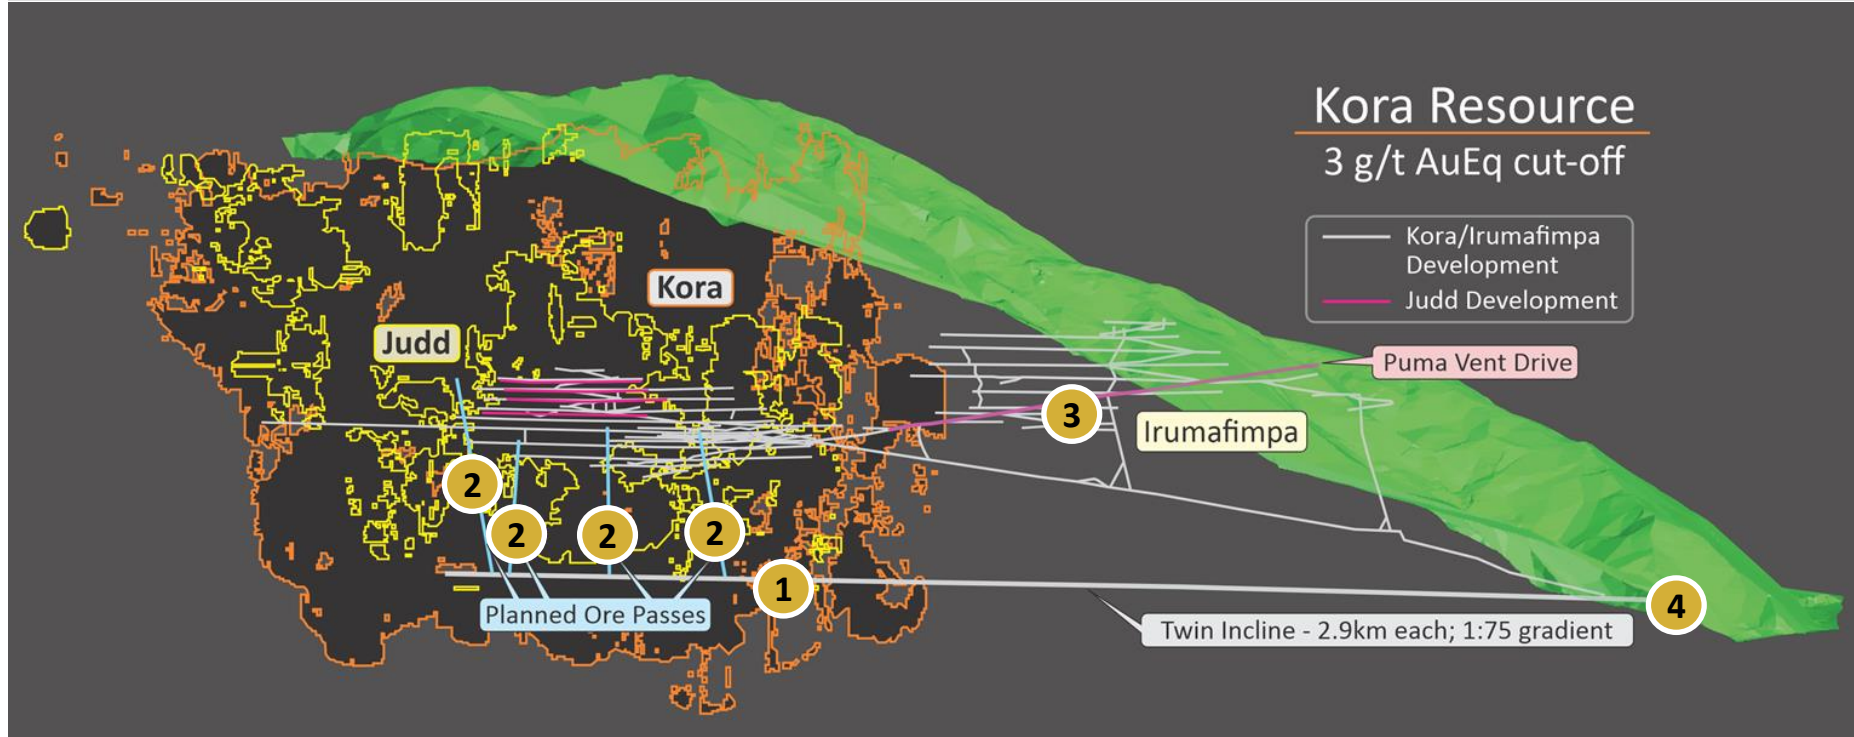 Kora Resource
3 g/t AuEq cut-off
Kora/Irumafimpa
Development
Judd Development
Kora
Judd
Puma Vent Drive
3
Irumafimpa
2
2
2
2
1
4
Planned Ore Passes
Twin Incline - 2.9km each; 1:75 gradient